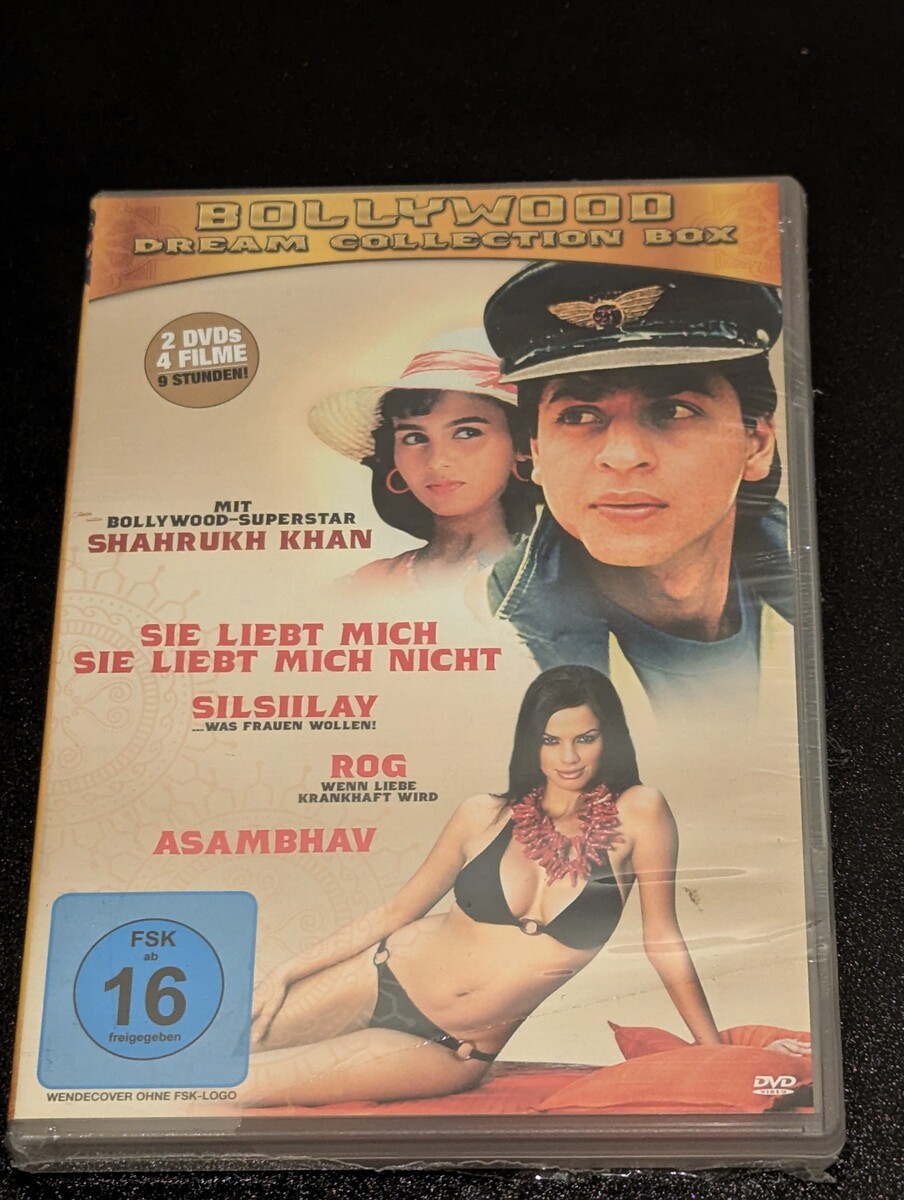 BOLLYWOOD
DREAM COLLECTION BOX
2 DVDs
4 FILME
9 STUNDEN!
MIT
BOLLYWOOD-SUPERSTAR
SHAHRUKH KHAN
SIE LIEBT MICH
SIE LIEBT MICH NICHT
SILSIILAY
...WAS FRAUEN WOLLEN!
ROG
WENN LIEBE
KRANKHAFT WIRD
ASAMBHAV
FSK
ab
16
freigegeben
WENDECOVER OHNE FSK-LOGO
DVD
VIDEO